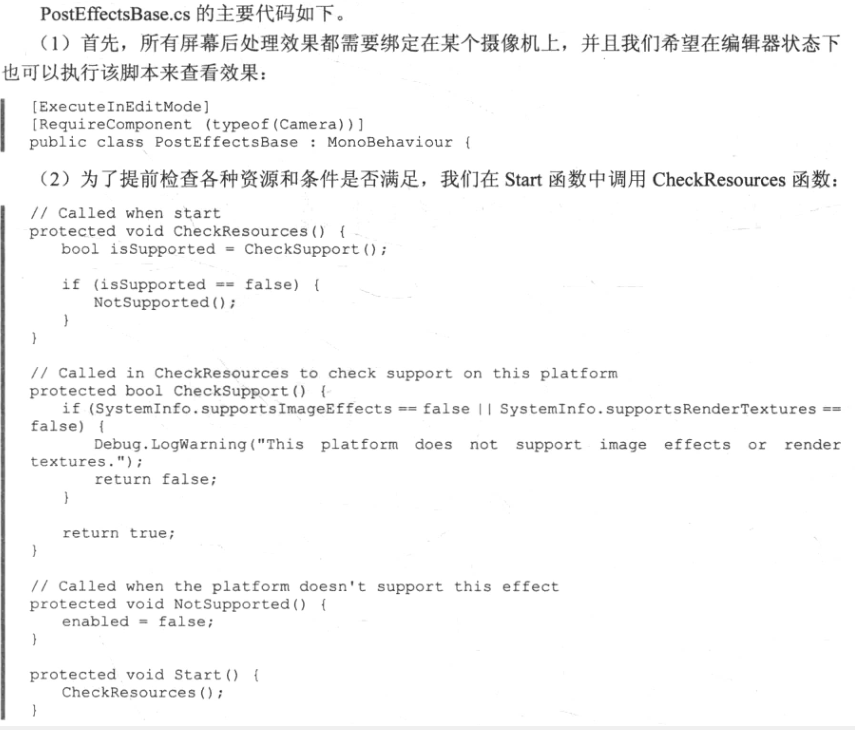 PostEffectsBase.cs 的主要代码如下。
（1）首先，所有屏幕后处理效果都需要绑定在某个摄像机上，并且我们希望在编辑器状态下
也可以执行该脚本来查看效果：
[ExecuteInEditMode]
[RequireComponent (typeof(Camera))]
public class PostEffectsBase : MonoBehaviour {
（2）为了提前检查各种资源和条件是否满足，我们在 Start 函数中调用 CheckResources 函数：
// Called when start
protected void CheckResources() {
    bool isSupported = CheckSupport();
    if (isSupported == false) {
        NotSupported();
    }
}
// Called in CheckResources to check support on this platform
protected bool CheckSupport() {
    if (SystemInfo.supportsImageEffects == false || SystemInfo.supportsRenderTextures ==
false) {
        Debug.LogWarning("This platform does not support image effects or render
textures.");
        return false;
    }
    return true;
}
// Called when the platform doesn't support this effect
protected void NotSupported() {
    enabled = false;
}
protected void Start() {
    CheckResources();
}